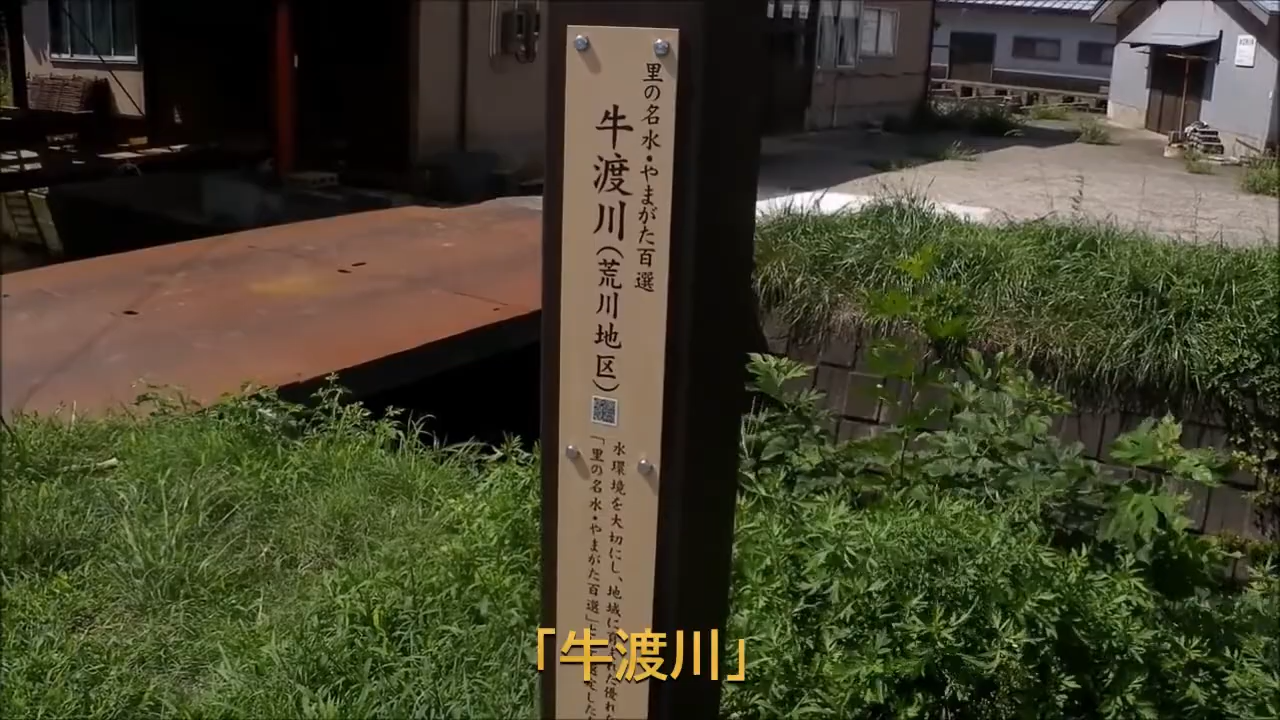 里の名水・やまがた百選
牛渡川(荒川地区)
水環境を大切にし、地域に
「里の名水・やまがた百選」に
「牛渡川」